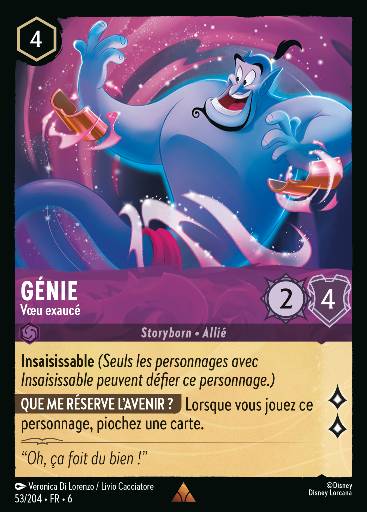 4
GÉNIE
Vœu exaucé
2
4
Storyborn • Allié
Insaisissable (Seuls les personnages avec
Insaisissable peuvent défier ce personnage.)
QUE ME RÉSERVE L'AVENIR ? Lorsque vous jouez ce
personnage, piochez une carte.
“Oh, ça fait du bien !”
Veronica Di Lorenzo / Livio Cacciatore
53/204 • FR • 6
©Disney
Disney Lorcana